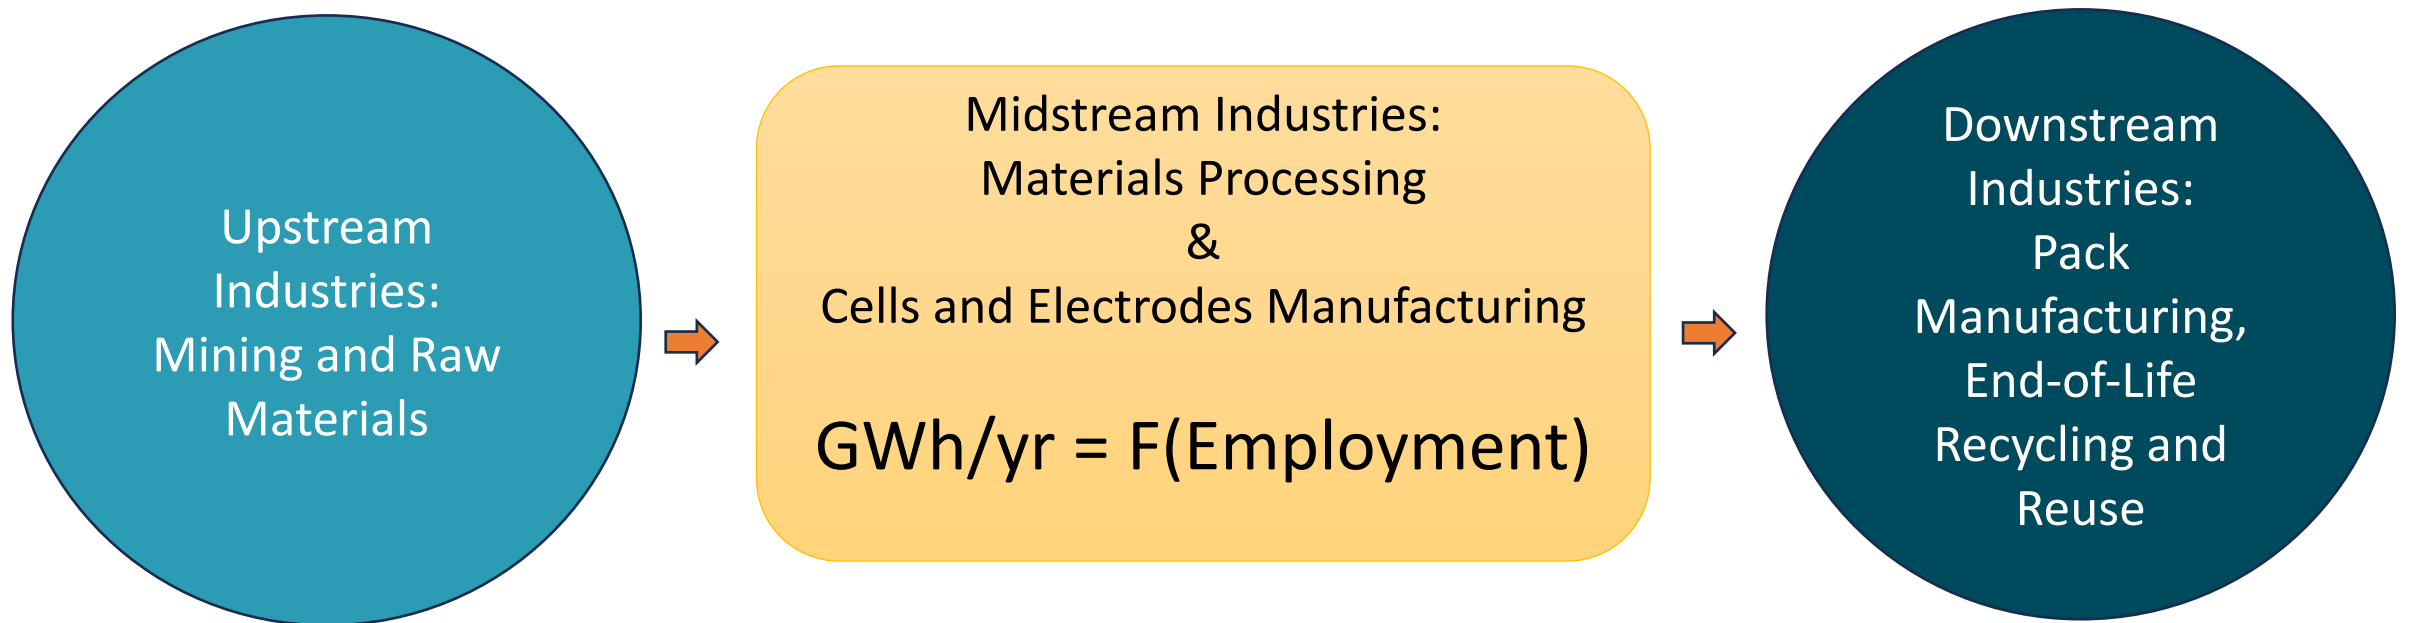 Upstream
Industries:
Mining and Raw
Materials
Midstream Industries:
Materials Processing
&
Cells and Electrodes Manufacturing
GWh/yr = F(Employment)
Downstream
Industries:
Pack
Manufacturing,
End-of-Life
Recycling and
Reuse